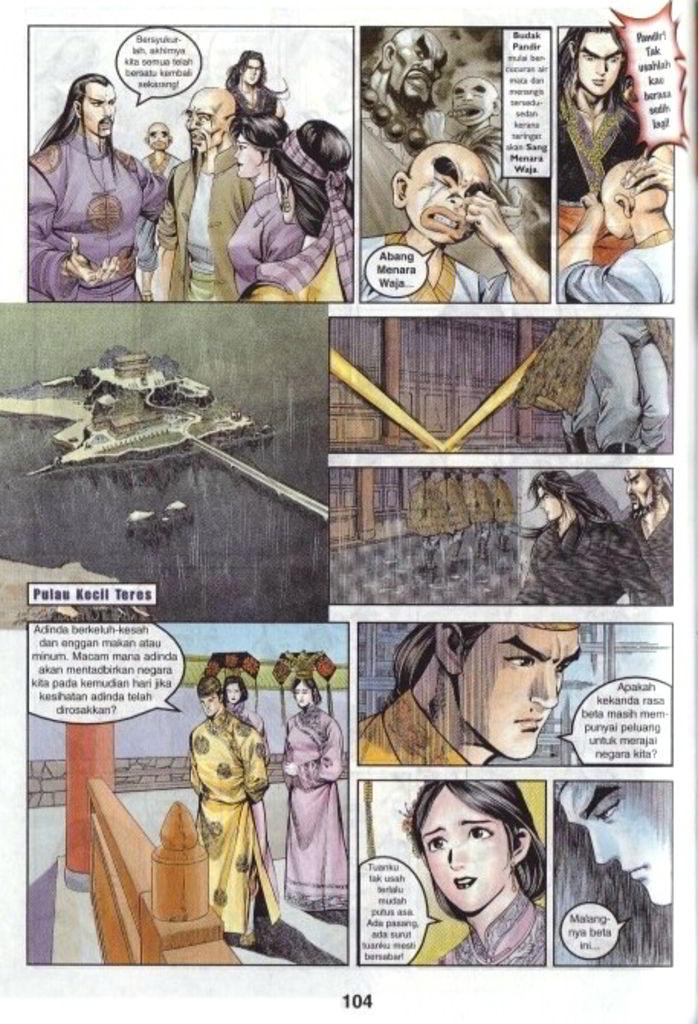 Bersyukur-
lah, akhirnya
kita semua telah
bersatu kembali
sekarang!
Budak
Pandir
mulai ber-
cucuran air
mata dan
menangis
tersedu-
sedan
kerana
teringat
akan Sang
Menara
Waja.
Abang
Menara
Waja...
Pandir!
Tak
usahlah
kau
berasa
sedih
lagi!
Pulau Kecil Teres
Adinda berkeluh-kesah
dan enggan makan atau
minum. Macam mana adinda
akan mentadbirkan negara
kita pada kemudian hari jika
kesihatan adinda telah
dirosakkan?
Apakah
kekanda rasa
beta masih mem-
punyai peluang
untuk merajai
negara kita?
Tuanku
tak usah
terlalu
mudah
putus asa.
Ada pasang,
ada surut
tuanku mesti
bersabar!
Malang-
nya beta
ini...
104